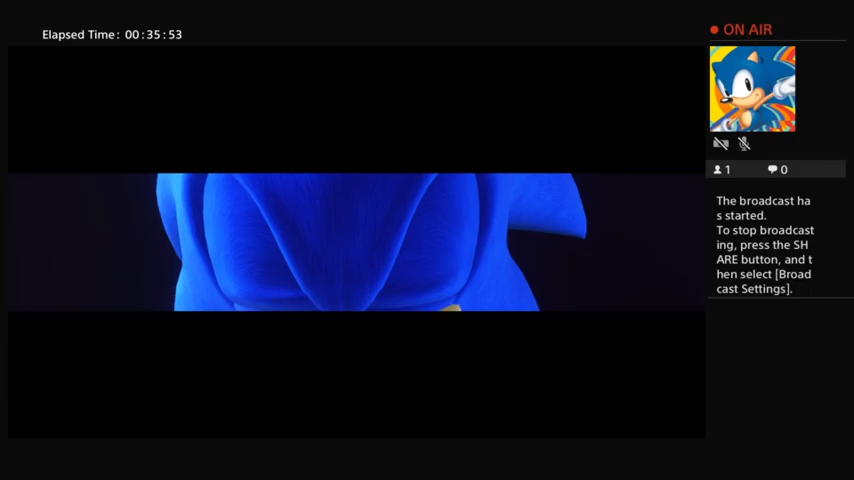 Elapsed Time: 00:35:53
ON AIR
1 0
The broadcast ha
s started.
To stop broadcast
ing, press the SH
ARE button, and t
hen select [Broad
cast Settings].